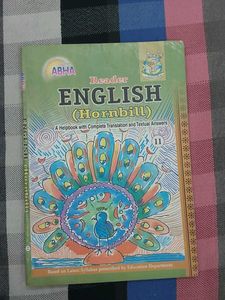 ABHA
Reader
ENGLISH
(Hornbill)
A Helpbook with Complete Translation and Textual Answers
11
Based on Latest Syllabus prescribed by Education Department